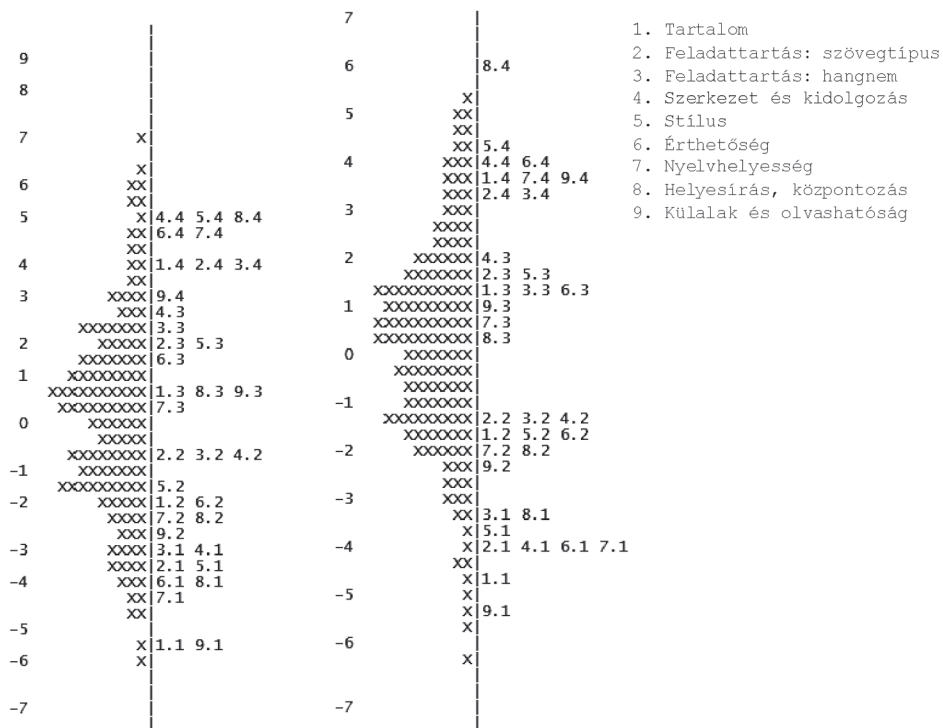 9
8
7 x|
x|
6 xx|
xx|
5 x|4.4 5.4 8.4
xx|6.4 7.4
xx|
4 xx|1.4 2.4 3.4
xx|
3 xxxx|9.4
xxx|4.3
xxxxxxx|3.3
2 xxxxx|2.3 5.3
xxxxxxx|6.3
1 xxxxxxxx|
xxxxxxxxxx|1.3 8.3 9.3
xxxxxxxxx|7.3
0 xxxxxx|
xxxxx|
xxxxxxxx|2.2 3.2 4.2
-1 xxxxxxx|
xxxxxxxxx|5.2
-2 xxxxx|1.2 6.2
xxxx|7.2 8.2
xxx|9.2
-3 xxxx|3.1 4.1
xxxx|2.1 5.1
-4 xxx|6.1 8.1
xx|7.1
xx|
-5
x|1.1 9.1
-6 x|
-7
7
6 |8.4
x|
5 xx|
xx|
xx|5.4
4 xxx|4.4 6.4
xxx|1.4 7.4 9.4
xxx|2.4 3.4
3 xxx|
xxxx|
xxxx|
2 xxxxxx|4.3
xxxxxxx|2.3 5.3
xxxxxxxxxx|1.3 3.3 6.3
1 xxxxxxxxx|9.3
xxxxxxxxxx|7.3
xxxxxxxxxx|8.3
0 xxxxxxx|
xxxxxxxx|
xxxxxxx|
-1 xxxxxxx|
xxxxxxxxx|2.2 3.2 4.2
xxxxxxx|1.2 5.2 6.2
-2 xxxxxx|7.2 8.2
xxx|9.2
xxx|
-3 xxx|
xx|3.1 8.1
x|5.1
-4 x|2.1 4.1 6.1 7.1
xx|
x|1.1
-5 x|
x|9.1
x|
-6
x|
-7
1. Tartalom
2. Feladattartás: szövegtípus
3. Feladattartás: hangnem
4. Szerkezet és kidolgozás
5. Stílus
6. Érthetőség
7. Nyelvhelyesség
8. Helyesírás, központozás
9. Külalak és olvashatóság